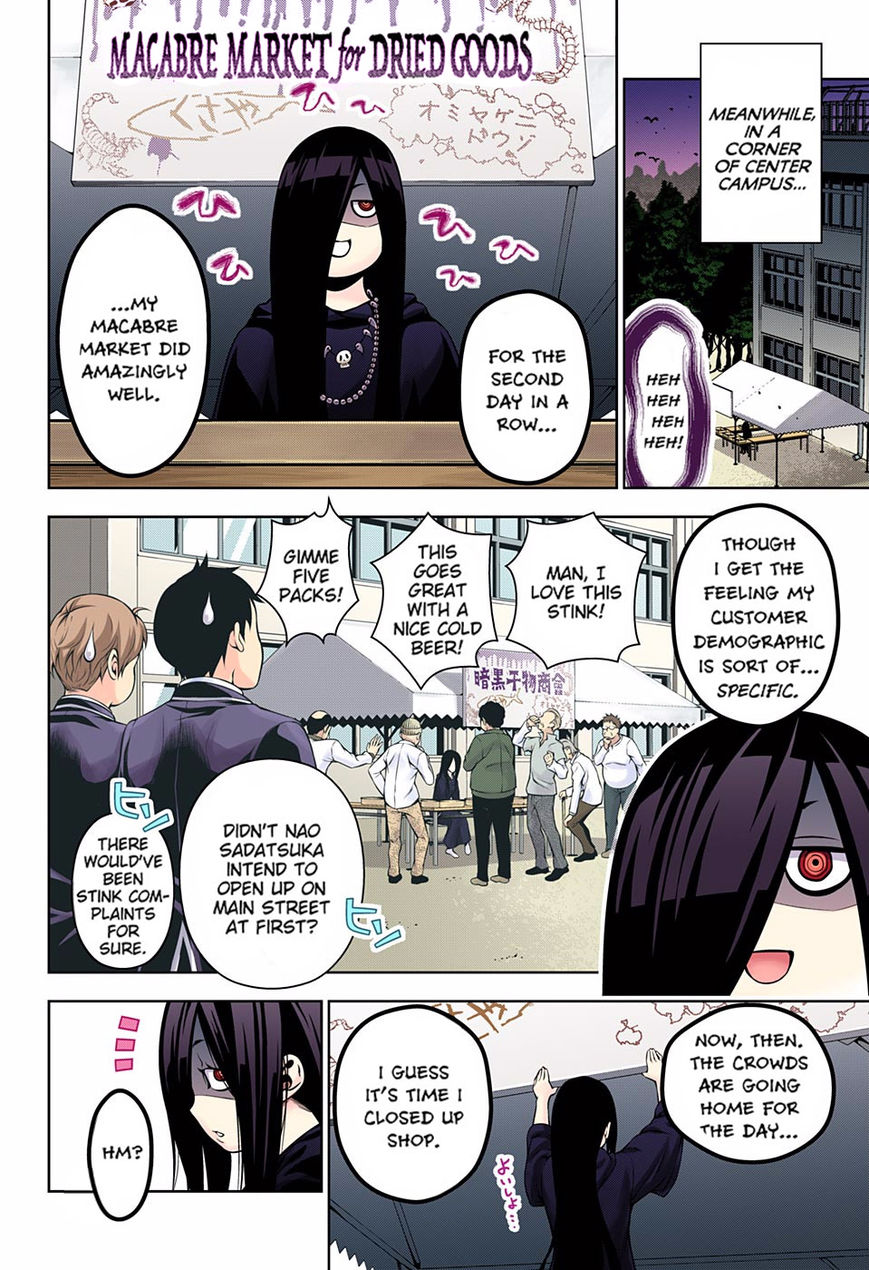 MEANWHILE,
IN A
CORNER
OF CENTER
CAMPUS...
HEH
HEH
HEH
HEH!
MACABRE MARKET for DRIED GOODS
くさや
オミヤゲニ
ドウゾ
ひひ
ひ
ひ
ひ
ひ
FOR THE
SECOND
DAY IN A
ROW...
...MY
MACABRE
MARKET DID
AMAZINGLY
WELL.
THOUGH
I GET THE
FEELING MY
CUSTOMER
DEMOGRAPHIC
IS SORT OF...
SPECIFIC.
MAN, I
LOVE THIS
STINK!
THIS
GOES
GREAT
WITH A
NICE COLD
BEER!
GIMME
FIVE
PACKS!
暗黒干物商會
DIDN'T NAO
SADATSUKA
INTEND TO
OPEN UP ON
MAIN STREET
AT FIRST?
ヒソ
THERE
WOULD'VE
BEEN
STINK COM-
PLAINTS
FOR
SURE.
ヒソ
NOW, THEN.
THE CROWDS
ARE GOING
HOME FOR
THE DAY...
I GUESS
IT'S TIME I
CLOSED UP
SHOP.
よいしょ…
HM?